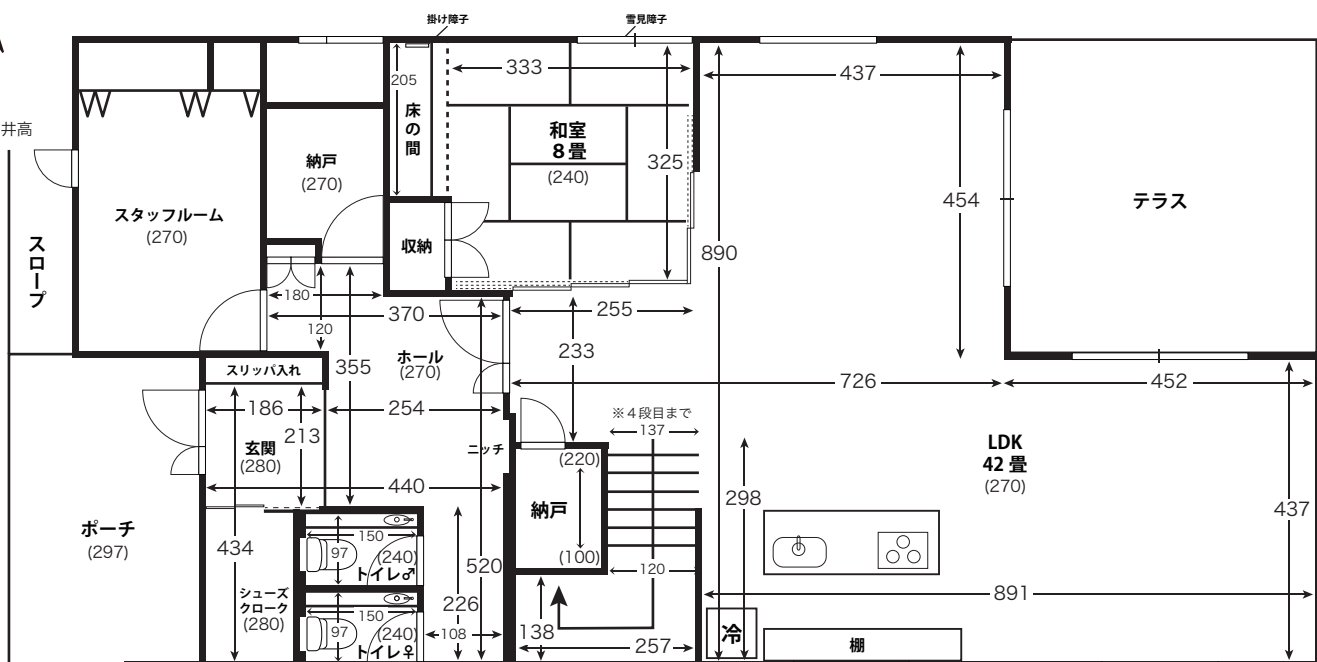 掛け障子
雪見障子
井高
205
床の間
333
和室
8畳
(240)
325
437
454
890
テラス
納戸
(270)
スタッフルーム
(270)
スロープ
収納
180
370
120
355
ホール
(270)
255
233
726
452
スリッパ入れ
186
213
254
玄関
(280)
440
ニッチ
※4段目まで
137
(220)
納戸
(100)
298
LDK
42 畳
(270)
437
ポーチ
(297)
434
シューズ
クローク
(280)
150
97
(240)
トイレ♂
150
97
(240)
トイレ♀
520
226
108
138
120
257
891
冷
棚